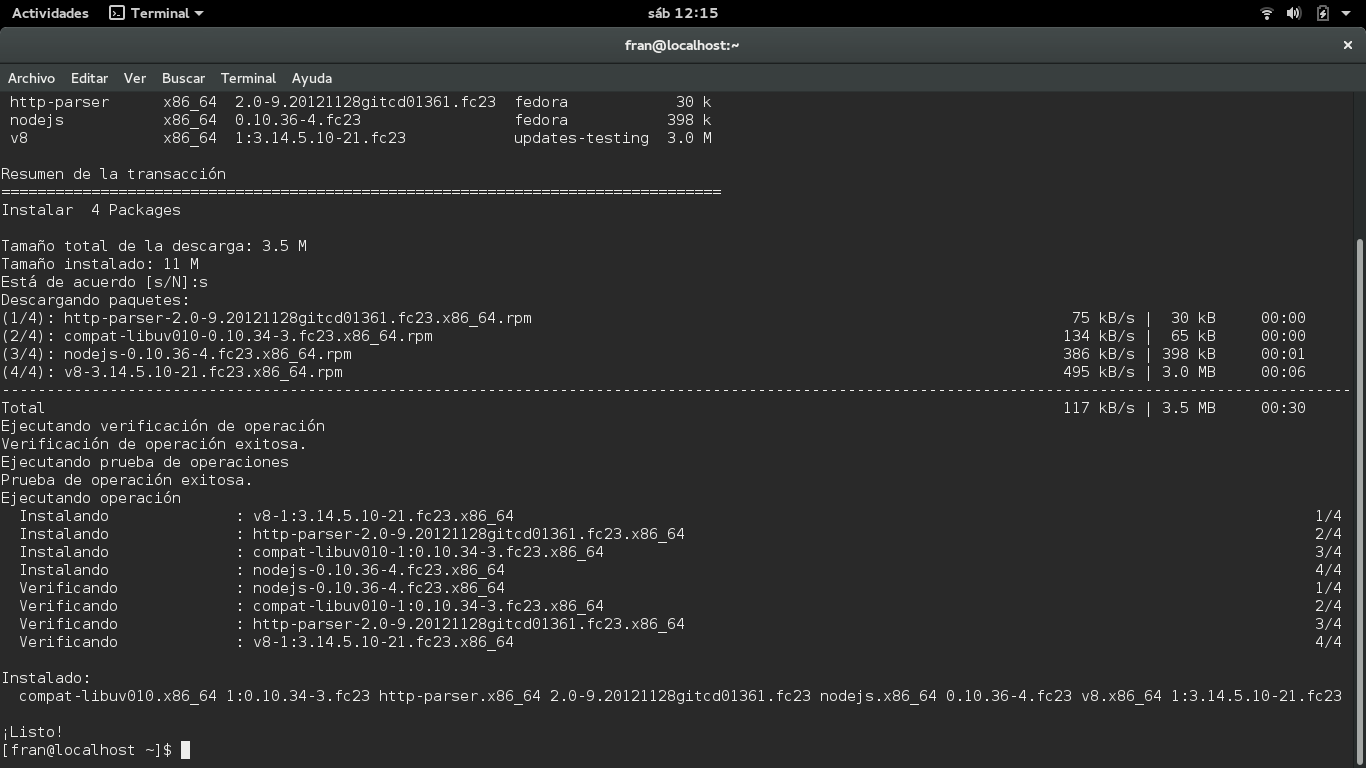 Actividades Terminal sáb 12:15
fran@localhost:~ ×
Archivo Editar Ver Buscar Terminal Ayuda
http-parser x86_64 2.0-9.20121128gitcd01361.fc23 fedora 30 k
nodejs x86_64 0.10.36-4.fc23 fedora 398 k
v8 x86_64 1:3.14.5.10-21.fc23 updates-testing 3.0 M
Resumen de la transacción
================================================================================
Instalar 4 Packages
Tamaño total de la descarga: 3.5 M
Tamaño instalado: 11 M
Está de acuerdo [s/N]:s
Descargando paquetes:
(1/4): http-parser-2.0-9.20121128gitcd01361.fc23.x86_64.rpm 75 kB/s | 30 kB 00:00
(2/4): compat-libuv010-0.10.34-3.fc23.x86_64.rpm 134 kB/s | 65 kB 00:00
(3/4): nodejs-0.10.36-4.fc23.x86_64.rpm 386 kB/s | 398 kB 00:01
(4/4): v8-3.14.5.10-21.fc23.x86_64.rpm 495 kB/s | 3.0 MB 00:06
--------------------------------------------------------------------------------
Total 117 kB/s | 3.5 MB 00:30
Ejecutando verificación de operación
Verificación de operación exitosa.
Ejecutando prueba de operaciones
Prueba de operación exitosa.
Ejecutando operación
Instalando : v8-1:3.14.5.10-21.fc23.x86_64 1/4
Instalando : http-parser-2.0-9.20121128gitcd01361.fc23.x86_64 2/4
Instalando : compat-libuv010-1:0.10.34-3.fc23.x86_64 3/4
Instalando : nodejs-0.10.36-4.fc23.x86_64 4/4
Verificando : nodejs-0.10.36-4.fc23.x86_64 1/4
Verificando : compat-libuv010-1:0.10.34-3.fc23.x86_64 2/4
Verificando : http-parser-2.0-9.20121128gitcd01361.fc23.x86_64 3/4
Verificando : v8-1:3.14.5.10-21.fc23.x86_64 4/4
Instalado:
compat-libuv010.x86_64 1:0.10.34-3.fc23 http-parser.x86_64 2.0-9.20121128gitcd01361.fc23 nodejs.x86_64 0.10.36-4.fc23 v8.x86_64 1:3.14.5.10-21.fc23
¡Listo!
[fran@localhost ~]$